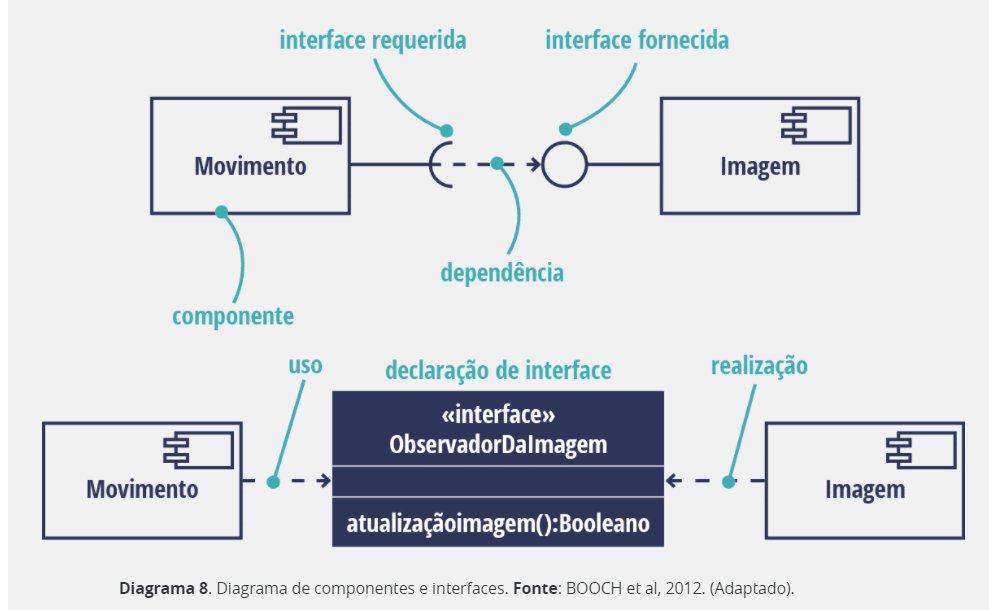 interface requerida
interface fornecida
Movimento
Imagem
dependência
componente
uso
declaração de interface
realização
«interface»
ObservadorDaImagem
Movimento
Imagem
atualizaçãoimagem():Booleano
Diagrama 8. Diagrama de componentes e interfaces. Fonte: BOOCH et al, 2012. (Adaptado).